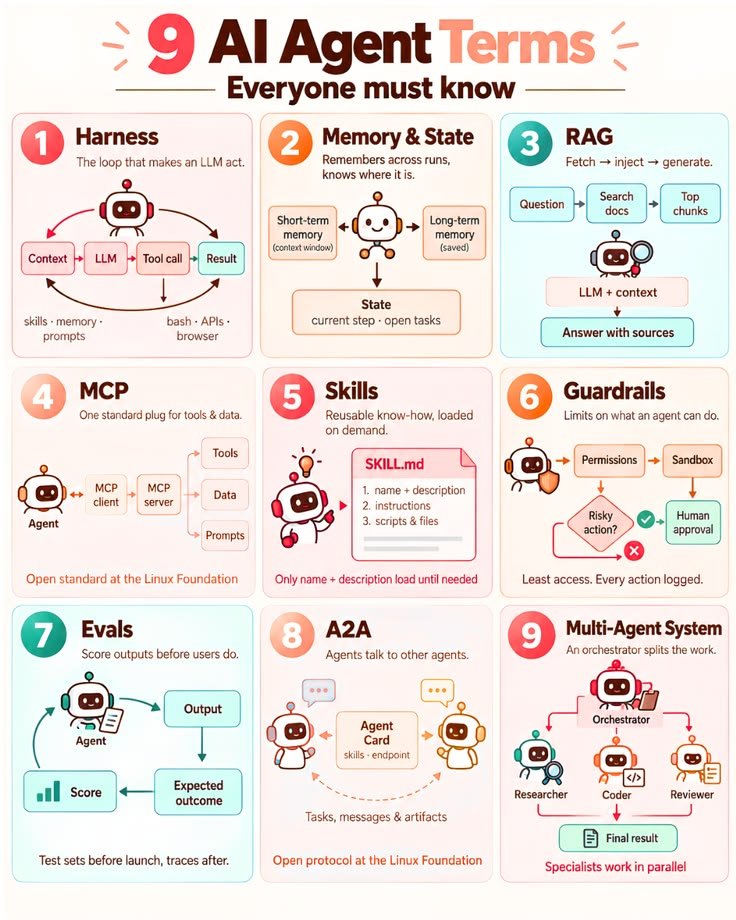 9 AI Agent Terms
Everyone must know
1
Harness
The loop that makes an LLM act.
Context
LLM
Tool call
Result
skills · memory ·
prompts
bash · APIs ·
browser
2
Memory & State
Remembers across runs,
knows where it is.
Short-term
memory
(context window)
Long-term
memory
(saved)
State
current step · open tasks
3
RAG
Fetch → inject → generate.
Question
Search
docs
Top
chunks
LLM + context
Answer with sources
4
MCP
One standard plug for tools & data.
Agent
MCP
client
MCP
server
Tools
Data
Prompts
Open standard at the Linux Foundation
5
Skills
Reusable know-how, loaded
on demand.
SKILL.md
1. name + description
2. instructions
3. scripts & files
Only name + description load until needed
6
Guardrails
Limits on what an agent can do.
Permissions
Sandbox
Risky
action?
Human
approval
Least access. Every action logged.
7
Evals
Score outputs before users do.
Agent
Output
Score
Expected
outcome
Test sets before launch, traces after.
8
A2A
Agents talk to other agents.
Agent
Card
skills · endpoint
Tasks, messages & artifacts
Open protocol at the Linux Foundation
9
Multi-Agent System
An orchestrator splits the work.
Orchestrator
Researcher
Coder
</>
Reviewer
Final result
Specialists work in parallel